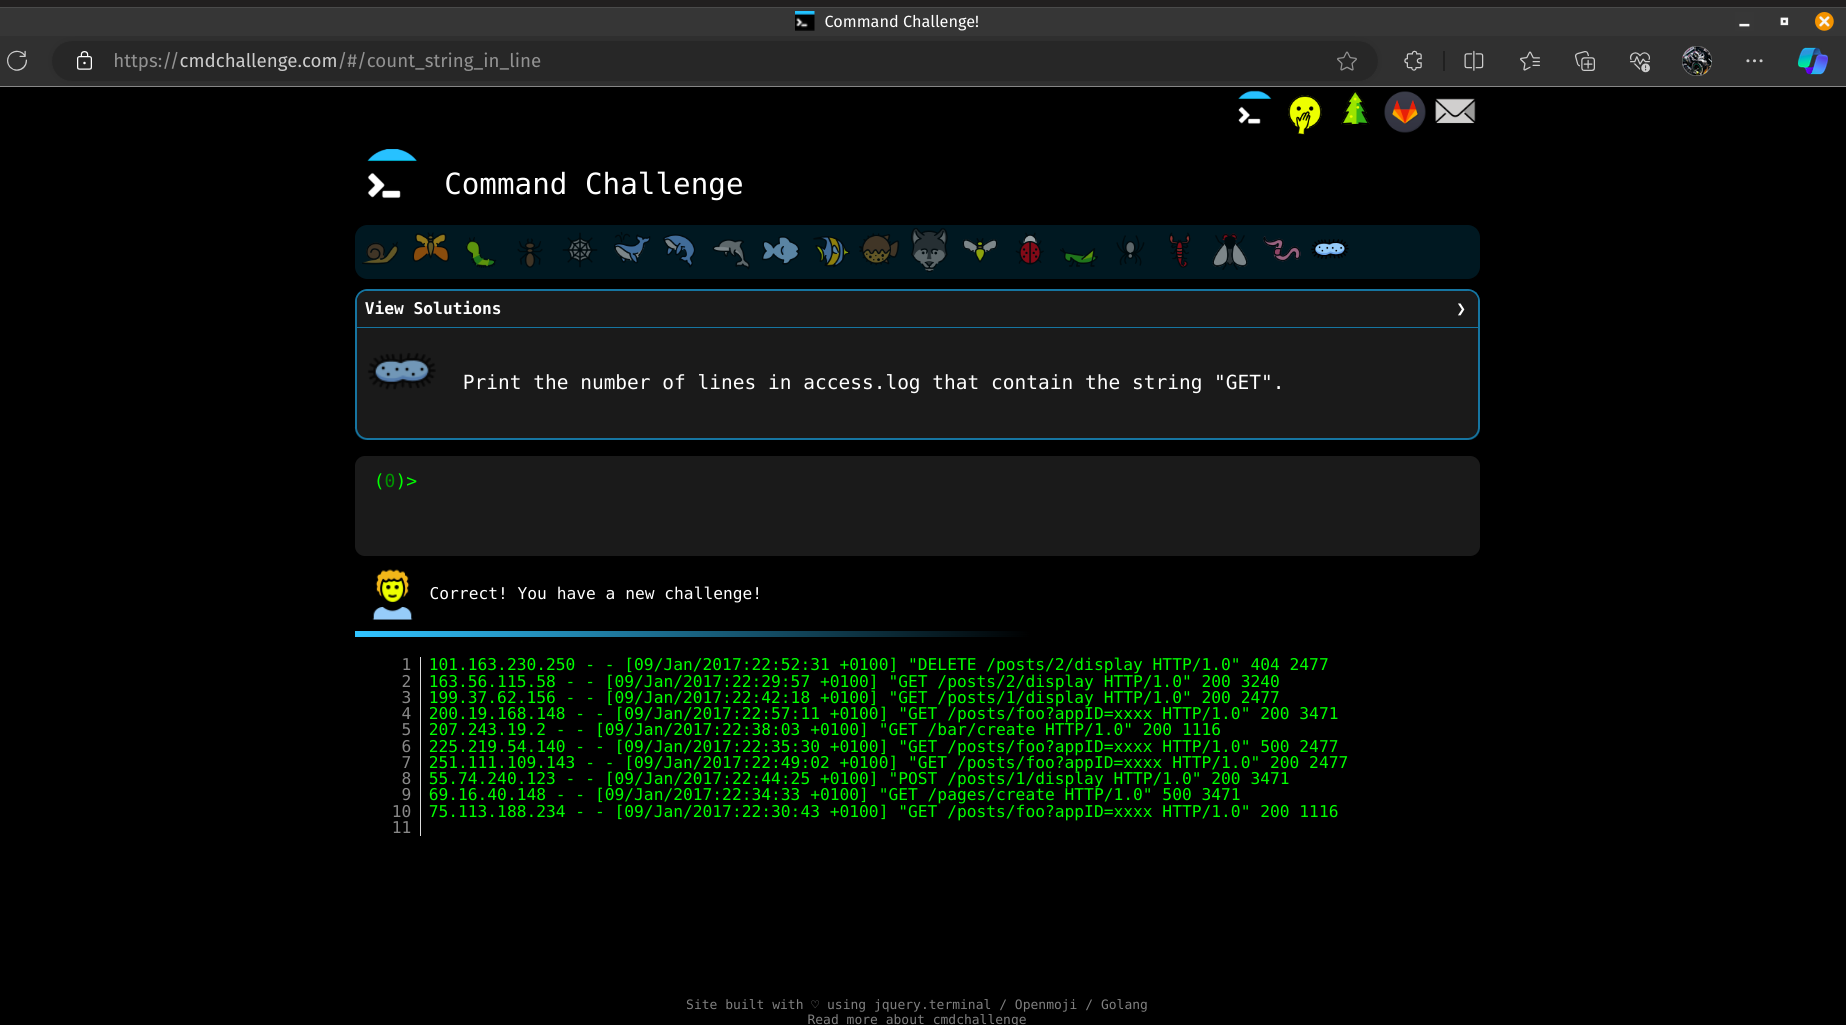 Command Challenge!
https://cmdchallenge.com/#/count_string_in_line
Command Challenge
View Solutions
Print the number of lines in access.log that contain the string "GET".
(0)>
Correct! You have a new challenge!
1 101.163.230.250 - - [09/Jan/2017:22:52:31 +0100] "DELETE /posts/2/display HTTP/1.0" 404 2477
2 163.56.115.58 - - [09/Jan/2017:22:29:57 +0100] "GET /posts/2/display HTTP/1.0" 200 3240
3 199.37.62.156 - - [09/Jan/2017:22:42:18 +0100] "GET /posts/1/display HTTP/1.0" 200 2477
4 200.19.168.148 - - [09/Jan/2017:22:57:11 +0100] "GET /posts/foo?appID=xxxx HTTP/1.0" 200 3471
5 207.243.19.2 - - [09/Jan/2017:22:38:03 +0100] "GET /bar/create HTTP/1.0" 200 1116
6 225.219.54.140 - - [09/Jan/2017:22:35:30 +0100] "GET /posts/foo?appID=xxxx HTTP/1.0" 500 2477
7 251.111.109.143 - - [09/Jan/2017:22:49:02 +0100] "GET /posts/foo?appID=xxxx HTTP/1.0" 200 2477
8 55.74.240.123 - - [09/Jan/2017:22:44:25 +0100] "POST /posts/1/display HTTP/1.0" 200 3471
9 69.16.40.148 - - [09/Jan/2017:22:34:33 +0100] "GET /pages/create HTTP/1.0" 500 3471
10 75.113.188.234 - - [09/Jan/2017:22:30:43 +0100] "GET /posts/foo?appID=xxxx HTTP/1.0" 200 1116
11
Site built with ♡ using jquery.terminal / Openmoji / Golang
Read more about cmdchallenge